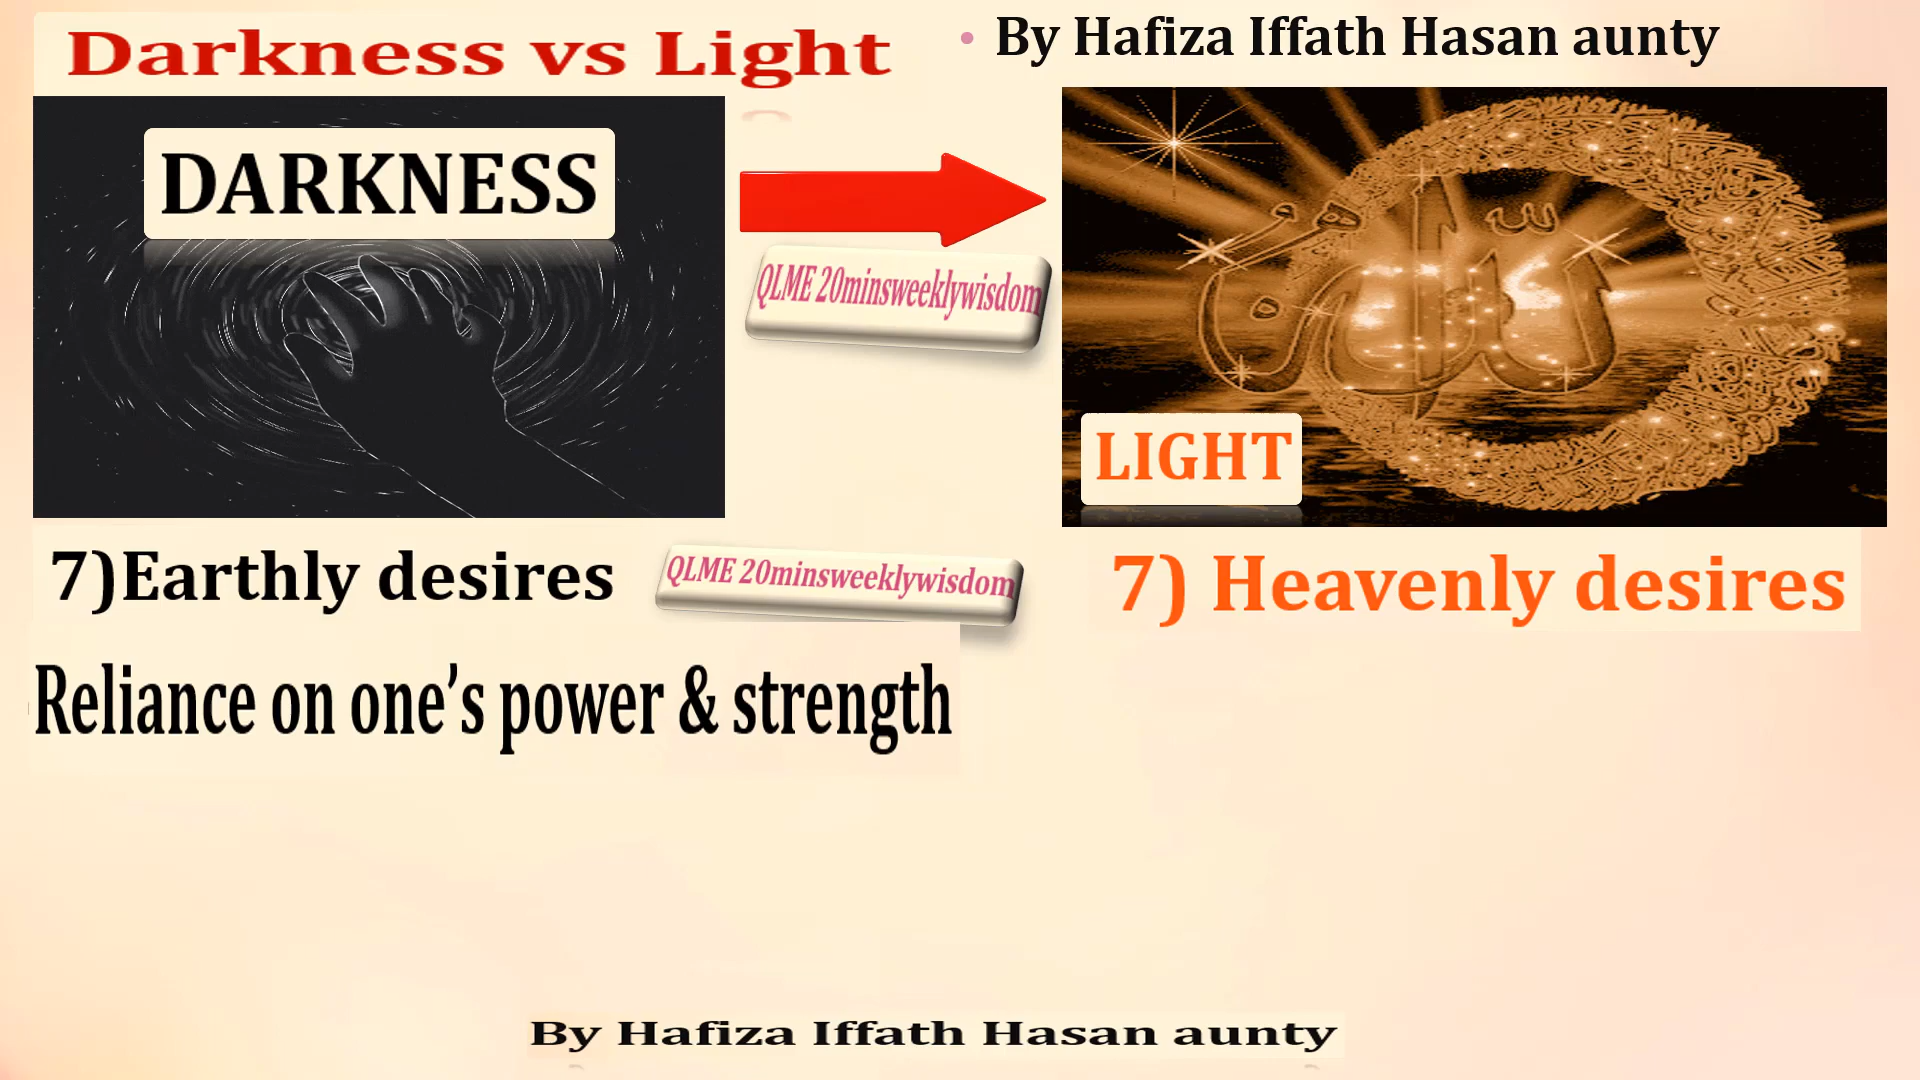 Darkness vs Light
• By Hafiza Iffath Hasan aunty
DARKNESS
QLME 20minsweeklywisdom
LIGHT
7)Earthly desires
QLME 20minsweeklywisdom
7) Heavenly desires
Reliance on one’s power & strength
By Hafiza Iffath Hasan aunty